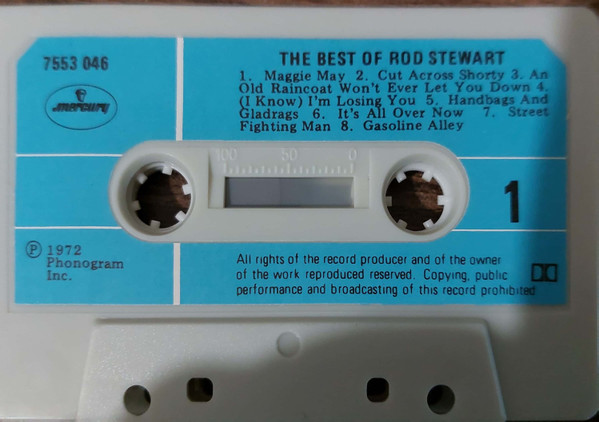 7553 046
mercury
THE BEST OF ROD STEWART
1. Maggie May 2. Cut Across Shorty 3. An
Old Raincoat Won't Ever Let You Down 4.
(I Know) I'm Losing You 5. Handbags And
Gladrags 6. It's All Over Now 7. Street
Fighting Man 8. Gasoline Alley
100 50 0
1
Ⓟ 1972
Phonogram
Inc.
All rights of the record producer and of the owner
of the work reproduced reserved. Copying, public
performance and broadcasting of this record prohibited